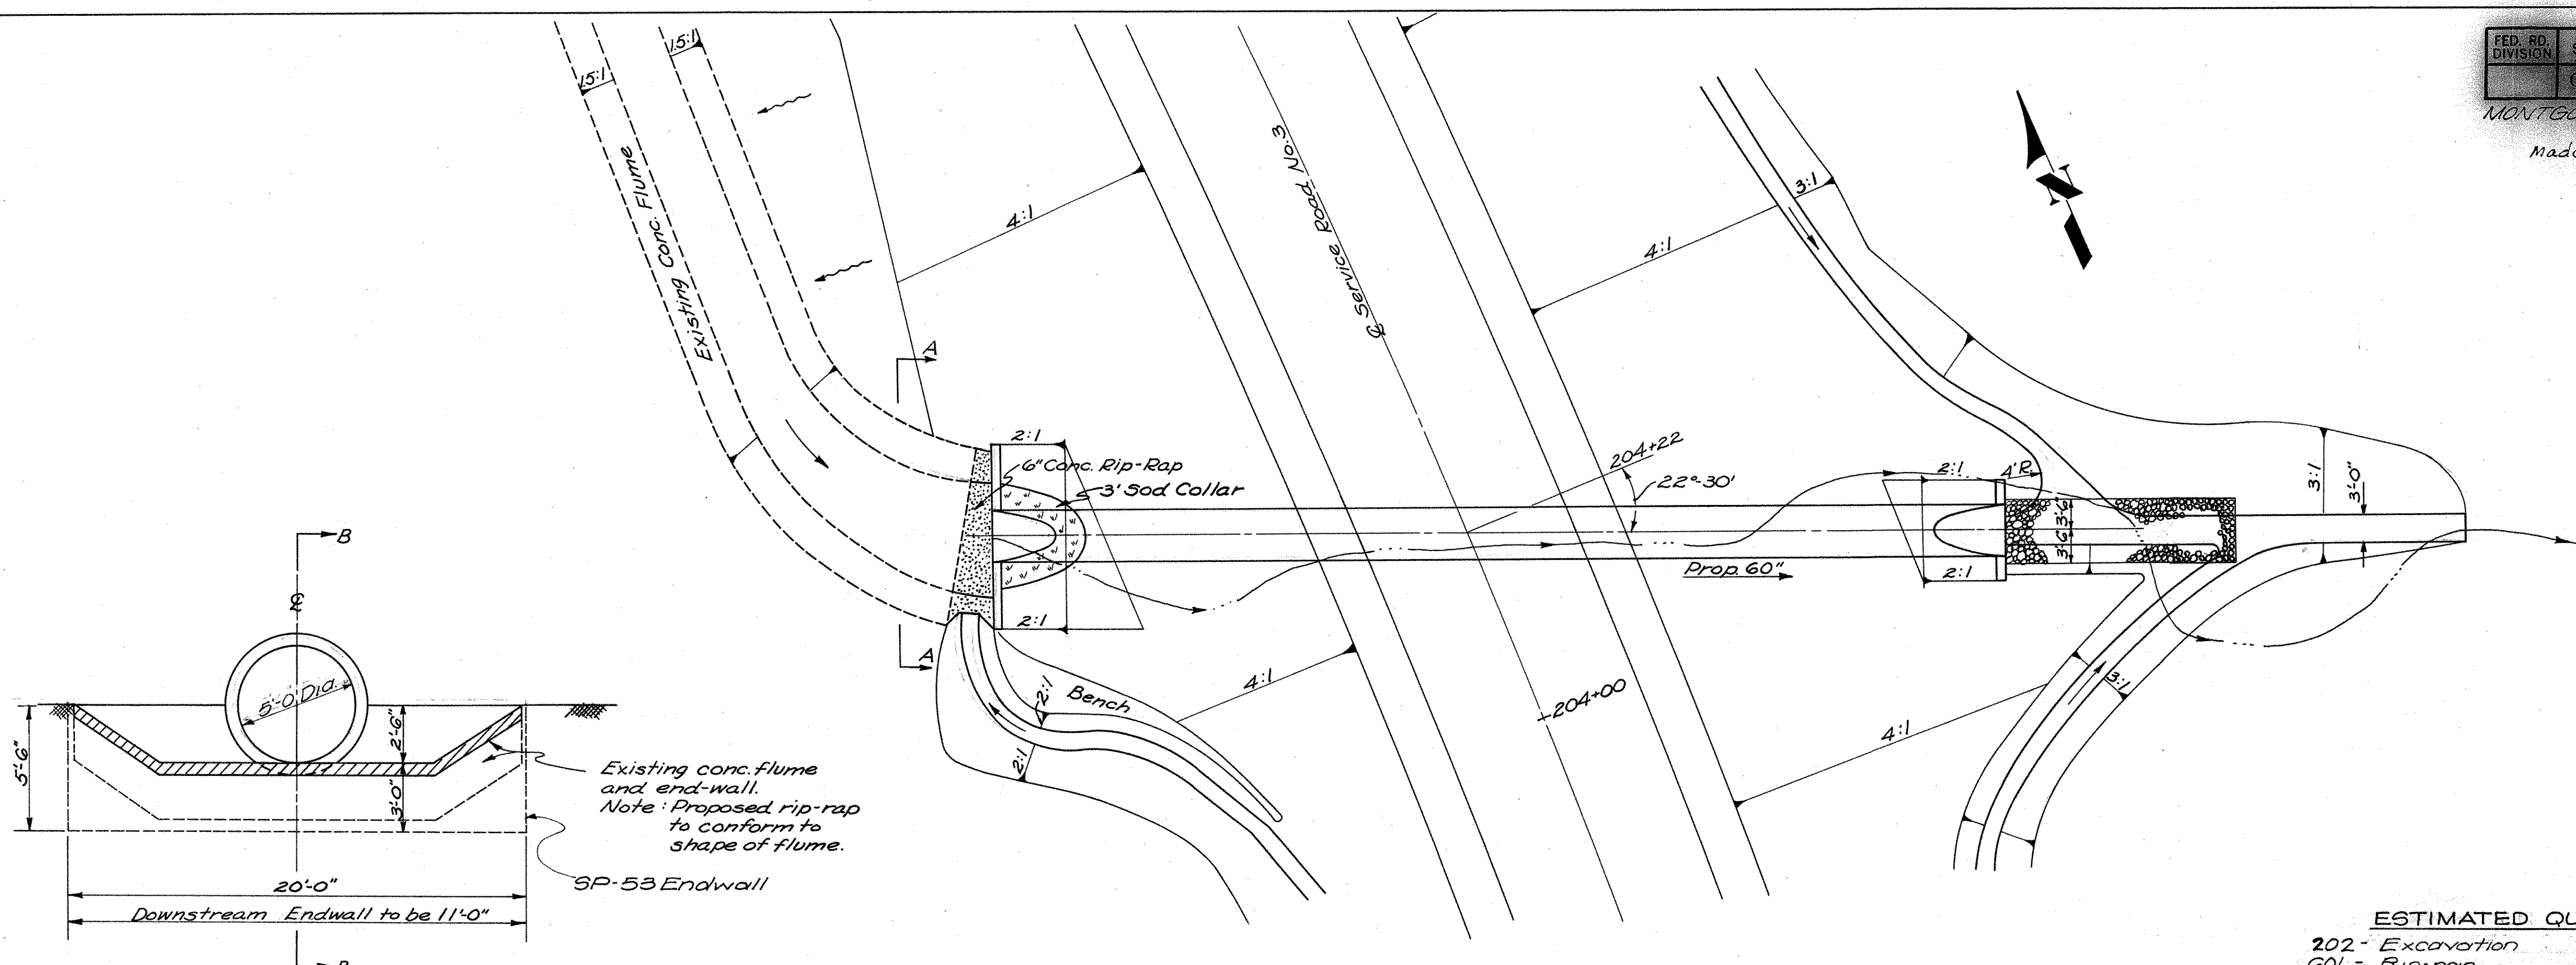 FED. RD.
DIVISION
MONTGO
Made
1.5:1
1.5:1
Existing Conc. Flume
4:1
℄ Service Road No.3
4:1
3:1
N
A
2:1
6" Conc. Rip-Rap
3' Sod Collar
204+22
22°-30'
2:1
4'R.
3'-6"
3'-6"
3:1
3'-0"
Prop. 60"
2:1
2:1
A
B
℄
5'-0" Dia.
5'-6"
2'-6"
3'-0"
Existing conc. flume
and end-wall.
Note: Proposed rip-rap
to conform to
shape of flume.
SP-53 Endwall
20'-0"
Downstream Endwall to be 11'-0"
2:1
Bench
2:1
4:1
204+00
4:1
3:1
ESTIMATED QU
202- Excavation
601- Rip-rap